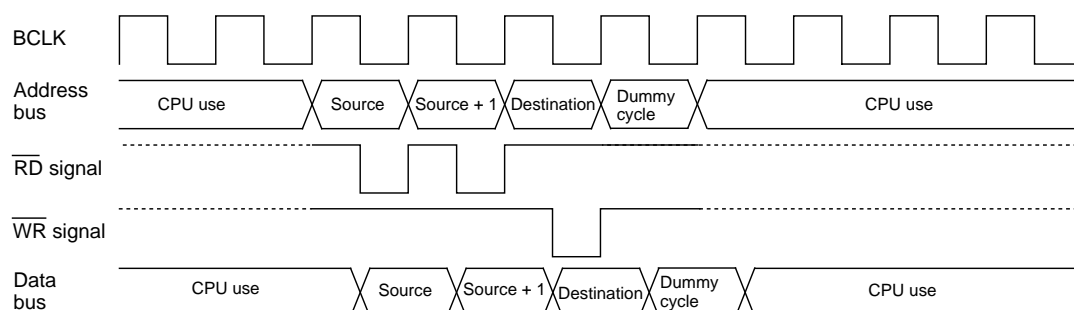 BCLK
Address bus
CPU use
Source
Source + 1
Destination
Dummy cycle
CPU use
RD signal
WR signal
Data bus
CPU use
Source
Source + 1
Destination
Dummy cycle
CPU use